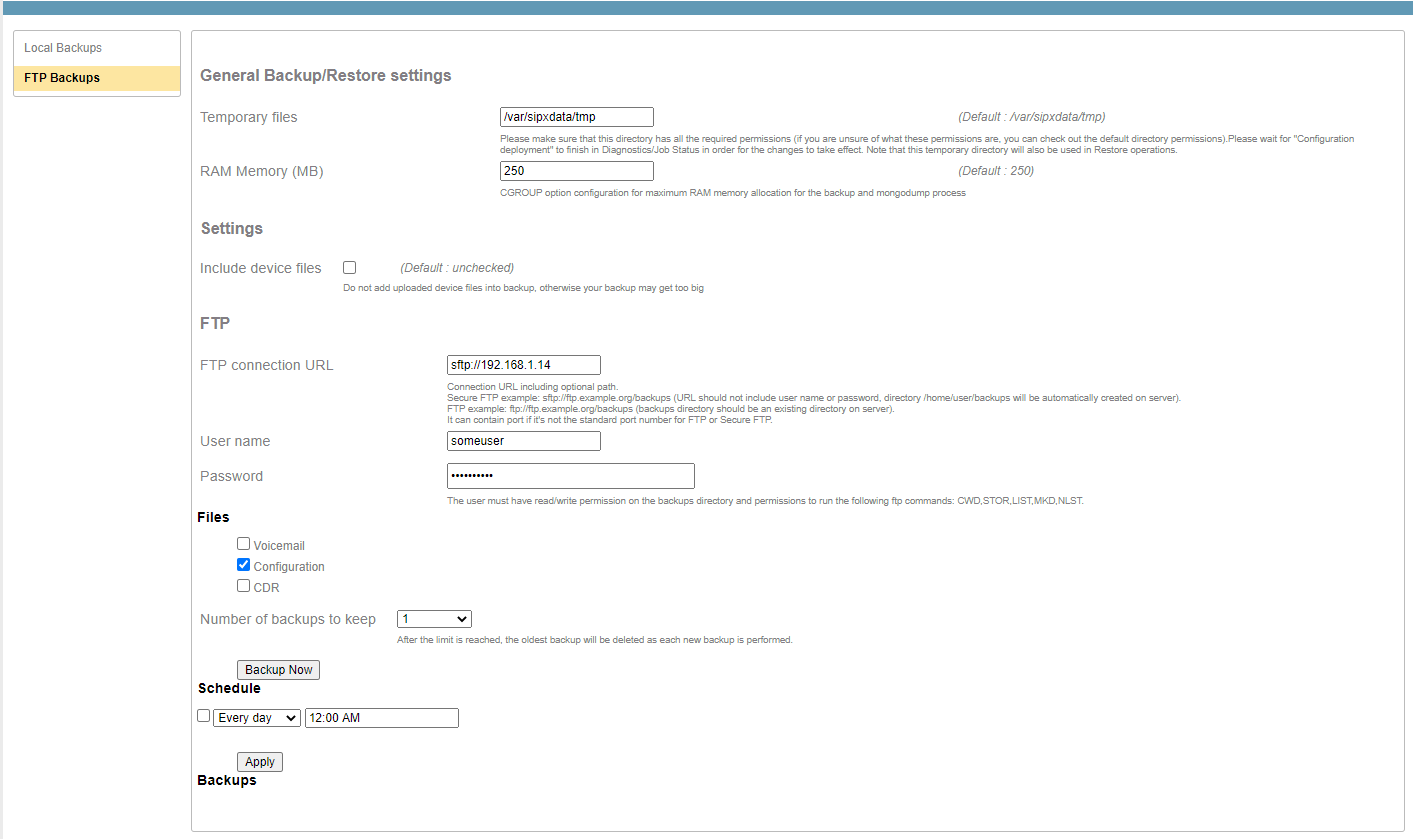 Local Backups
FTP Backups
General Backup/Restore settings
Temporary files
/var/sipxdata/tmp
(Default : /var/sipxdata/tmp)
Please make sure that this directory has all the required permissions (if you are unsure of what these permissions are, you can check out the default directory permissions).Please wait for "Configuration
deployment" to finish in Diagnostics/Job Status in order for the changes to take effect. Note that this temporary directory will also be used in Restore operations.
RAM Memory (MB)
250
(Default : 250)
CGROUP option configuration for maximum RAM memory allocation for the backup and mongodump process
Settings
Include device files
(Default : unchecked)
Do not add uploaded device files into backup, otherwise your backup may get too big
FTP
FTP connection URL
sftp://192.168.1.14
Connection URL including optional path.
Secure FTP example: sftp://ftp.example.org/backups (URL should not include user name or password, directory /home/user/backups will be automatically created on server).
FTP example: ftp://ftp.example.org/backups (backups directory should be an existing directory on server).
It can contain port if it's not the standard port number for FTP or Secure FTP.
User name
someuser
Password
••••••••••
The user must have read/write permission on the backups directory and permissions to run the following ftp commands: CWD,STOR,LIST,MKD,NLST.
Files
Voicemail
Configuration
CDR
Number of backups to keep
1
After the limit is reached, the oldest backup will be deleted as each new backup is performed.
Backup Now
Schedule
Every day
12:00 AM
Apply
Backups